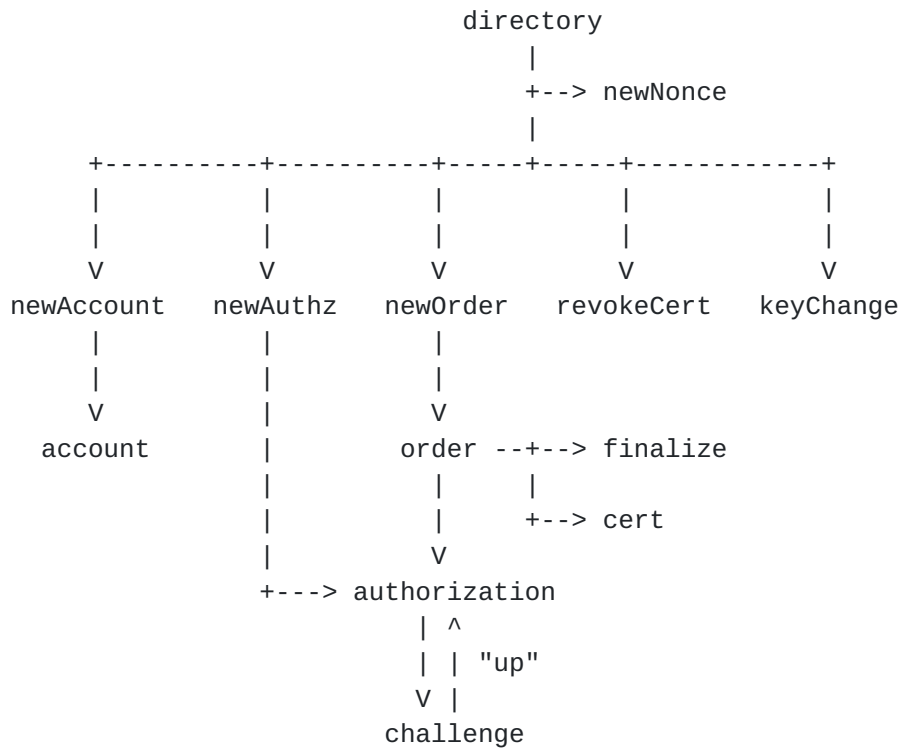 directory
|
+--> newNonce
|
+----------+----------+-----+-----+------------+
| | | | |
| | | | |
V V V V V
newAccount newAuthz newOrder revokeCert keyChange
| | |
| | |
V | V
account | order --+--> finalize
| | |
| | +--> cert
| V
+---> authorization
| ^
| | "up"
V |
challenge